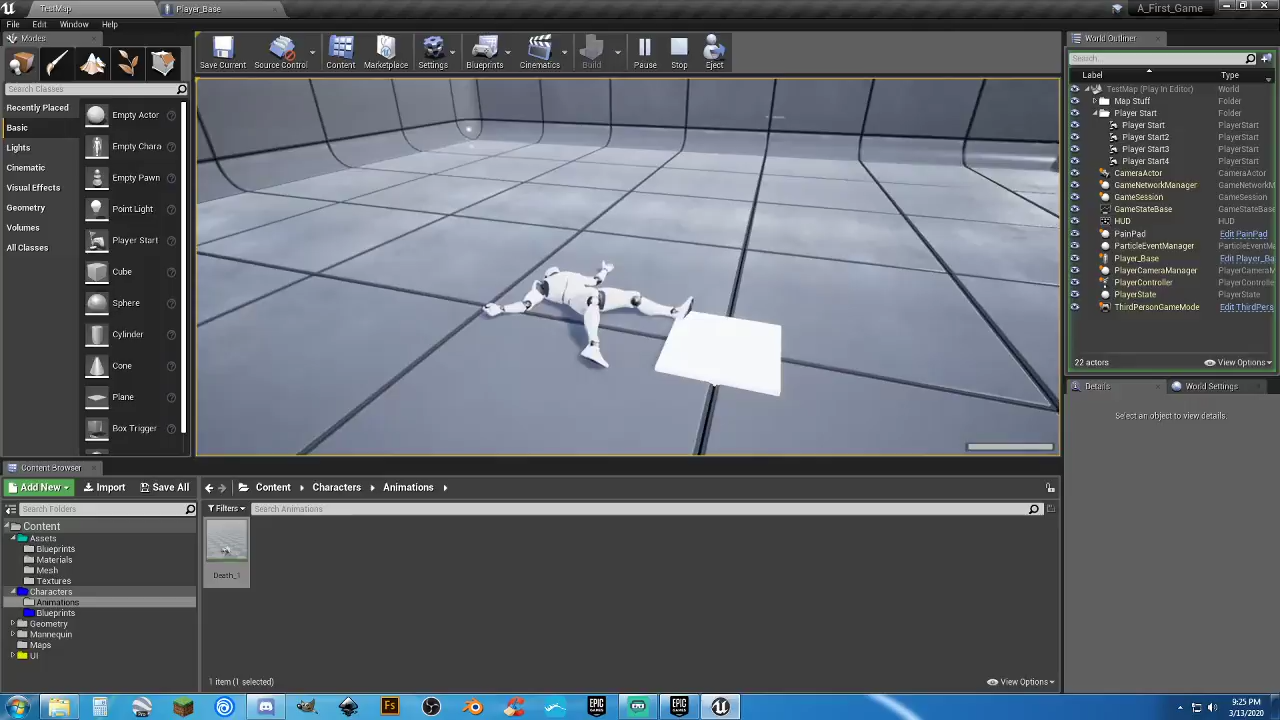 TestMap
Player_Base
A_First_Game
File Edit Window Help
Modes
Search Classes
Recently Placed
Basic
Lights
Cinematic
Visual Effects
Geometry
Volumes
All Classes
Empty Actor
Empty Chara
Empty Pawn
Point Light
Player Start
Cube
Sphere
Cylinder
Cone
Plane
Box Trigger
Save Current
Source Control
Content
Marketplace
Settings
Blueprints
Cinematics
Build
Pause
Stop
Eject
World Outliner
Search...
Label Type
TestMap (Play In Editor) World
Map Stuff Folder
Player Start Folder
Player Start PlayerStart
Player Start2 PlayerStart
Player Start3 PlayerStart
Player Start4 PlayerStart
CameraActor CameraActor
GameNetworkManager GameNetworkM
GameSession GameSession
GameStateBase GameStateBase
HUD HUD
PainPad Edit PainPad
ParticleEventManager ParticleEventM
Player_Base Edit Player_Ba
PlayerCameraManager PlayerCameraM
PlayerController PlayerControlle
PlayerState PlayerState
ThirdPersonGameMode Edit ThirdPers
22 actors
View Options
Details
World Settings
Select an object to view details.
Content Browser
Add New
Import
Save All
Content
Characters
Animations
Search Folders
Filters
Search Animations
Content
Assets
Blueprints
Materials
Mesh
Textures
Characters
Animations
Blueprints
Geometry
Mannequin
Maps
UI
Death_1
1 item (1 selected)
View Options
Pro
Fs
EPIC GAMES
EPIC GAMES
9:25 PM
3/13/2020